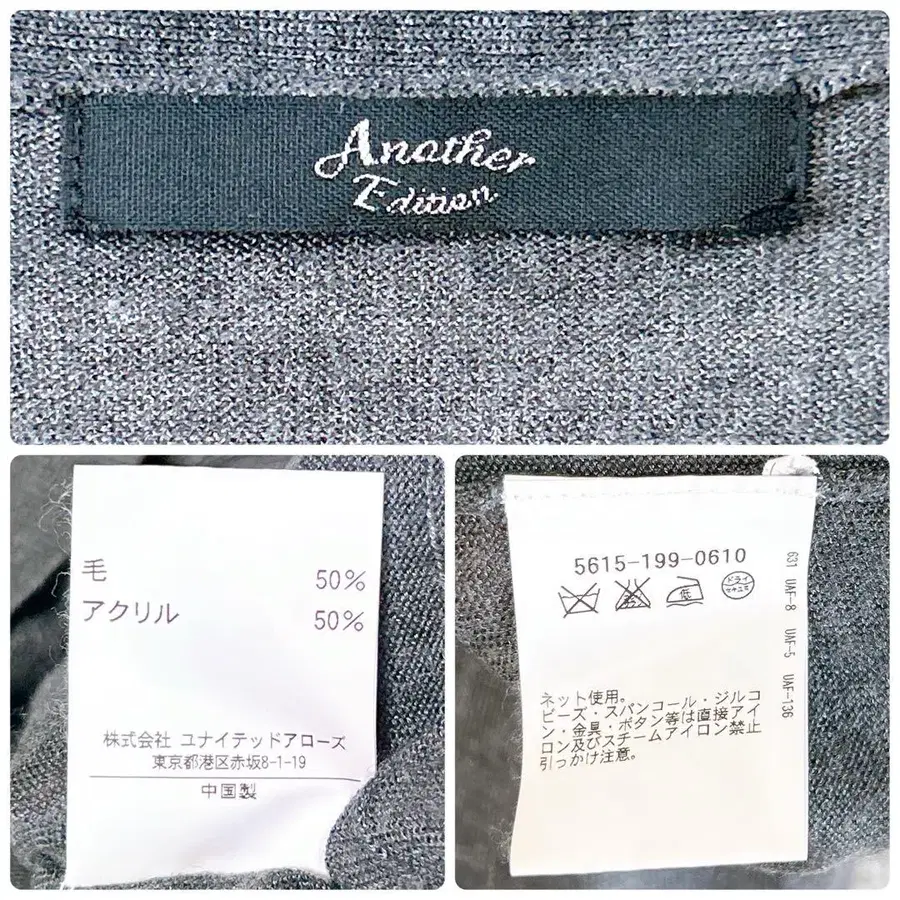 Another
Edition
毛 50%
アクリル 50%
株式会社 ユナイテッドアローズ
東京都港区赤坂8-1-19
中国製
5615-199-0610
低
ドライ
セキユ系
ネット使用。
ビーズ・スパンコール・ジルコ
ン・金具・ボタン等は直接アイ
ロン及びスチームアイロン禁止
引っかけ注意。
631 UAF-8 UAF-5 UAF-136